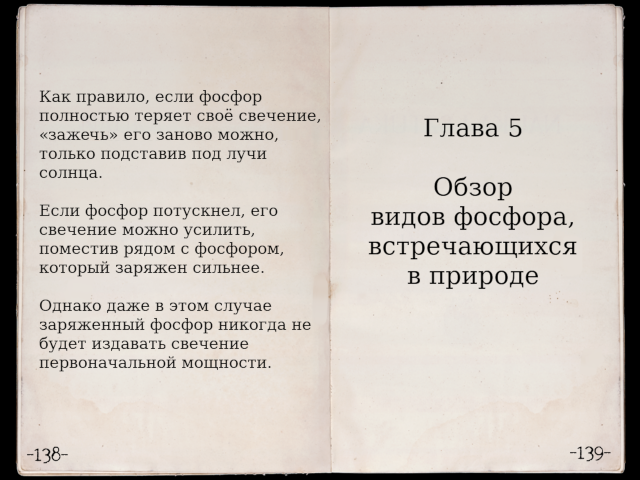 Как правило, если фосфор
полностью теряет своё свечение,
«зажечь» его заново можно,
только подставив под лучи
солнца.
Если фосфор потускнел, его
свечение можно усилить,
поместив рядом с фосфором,
который заряжен сильнее.
Однако даже в этом случае
заряженный фосфор никогда не
будет издавать свечение
первоначальной мощности.
-138-
Глава 5
Обзор
видов фосфора,
встречающихся
в природе
-139-